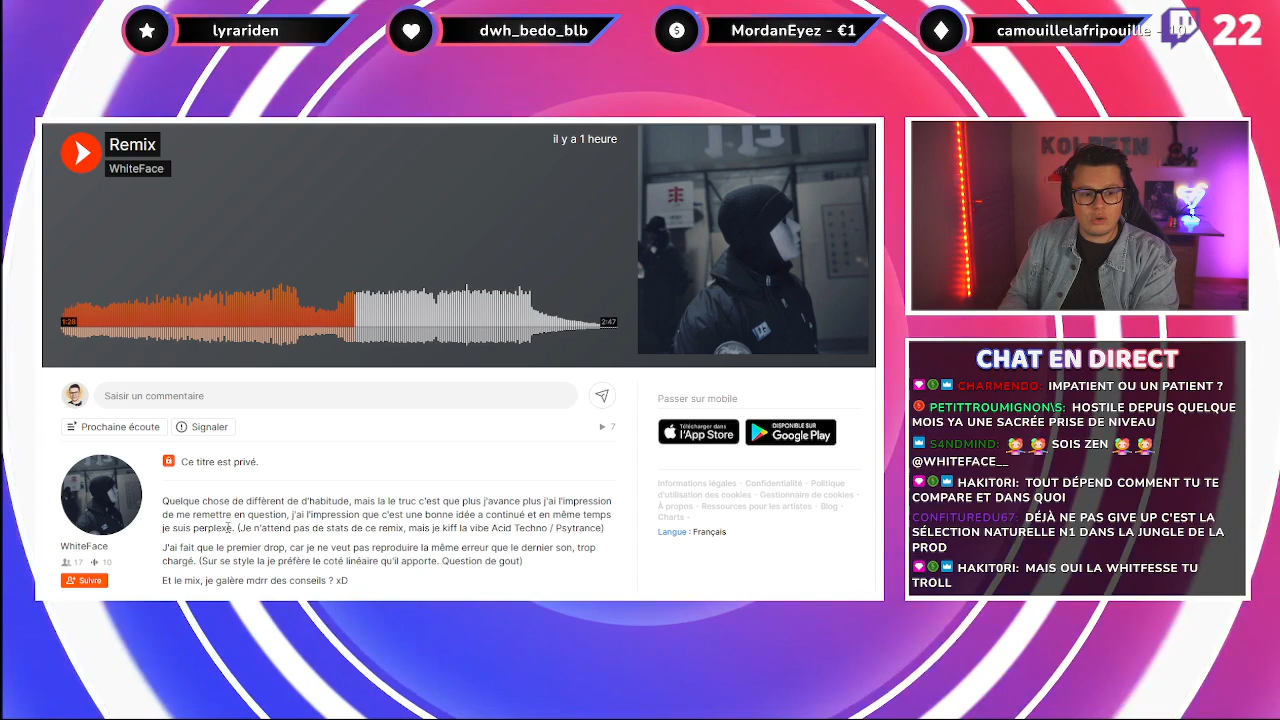 lyrariden
dwh_bedo_blb
MordanEyez - €1
camouillelafripouille - 10
22
Remix
WhiteFace
il y a 1 heure
1:28
2:47
Saisir un commentaire
Prochaine écoute
Signaler
7
Ce titre est privé.
Quelque chose de diffèrent de d'habitude, mais la le truc c'est que plus j'avance plus j'ai l'impression
de me remettre en question, j'ai l'impression que c'est une bonne idée a continué et en même temps
je suis perplexe. (Je n'attend pas de stats de ce remix, mais je kiff la vibe Acid Techno / Psytrance)
J'ai fait que le premier drop, car je ne veut pas reproduire la même erreur que le dernier son, trop
chargé. (Sur se style la je préfère le coté linéaire qu'il apporte. Question de gout)
Et le mix, je galère mdrr des conseils ? xD
WhiteFace
17
10
Suivre
Passer sur mobile
Télécharger dans
l'App Store
DISPONIBLE SUR
Google Play
Informations légales - Confidentialité - Politique
d'utilisation des cookies - Gestionnaire de cookies -
À propos - Ressources pour les artistes - Blog -
Charts -
Langue : Français
KOLPEIN
CHAT EN DIRECT
CHARMENDO: IMPATIENT OU UN PATIENT ?
PETITTROUMIGNON\S: HOSTILE DEPUIS QUELQUE
MOIS YA UNE SACRÉE PRISE DE NIVEAU
S4NDMIND: SOIS ZEN
@WHITEFACE__
HAKIT0RI: TOUT DÉPEND COMMENT TU TE
COMPARE ET DANS QUOI
CONFITUREDU67: DÉJÀ NE PAS GIVE UP C'EST LA
SÉLECTION NATURELLE N1 DANS LA JUNGLE DE LA
PROD
HAKIT0RI: MAIS OUI LA WHITFESSE TU
TROLL